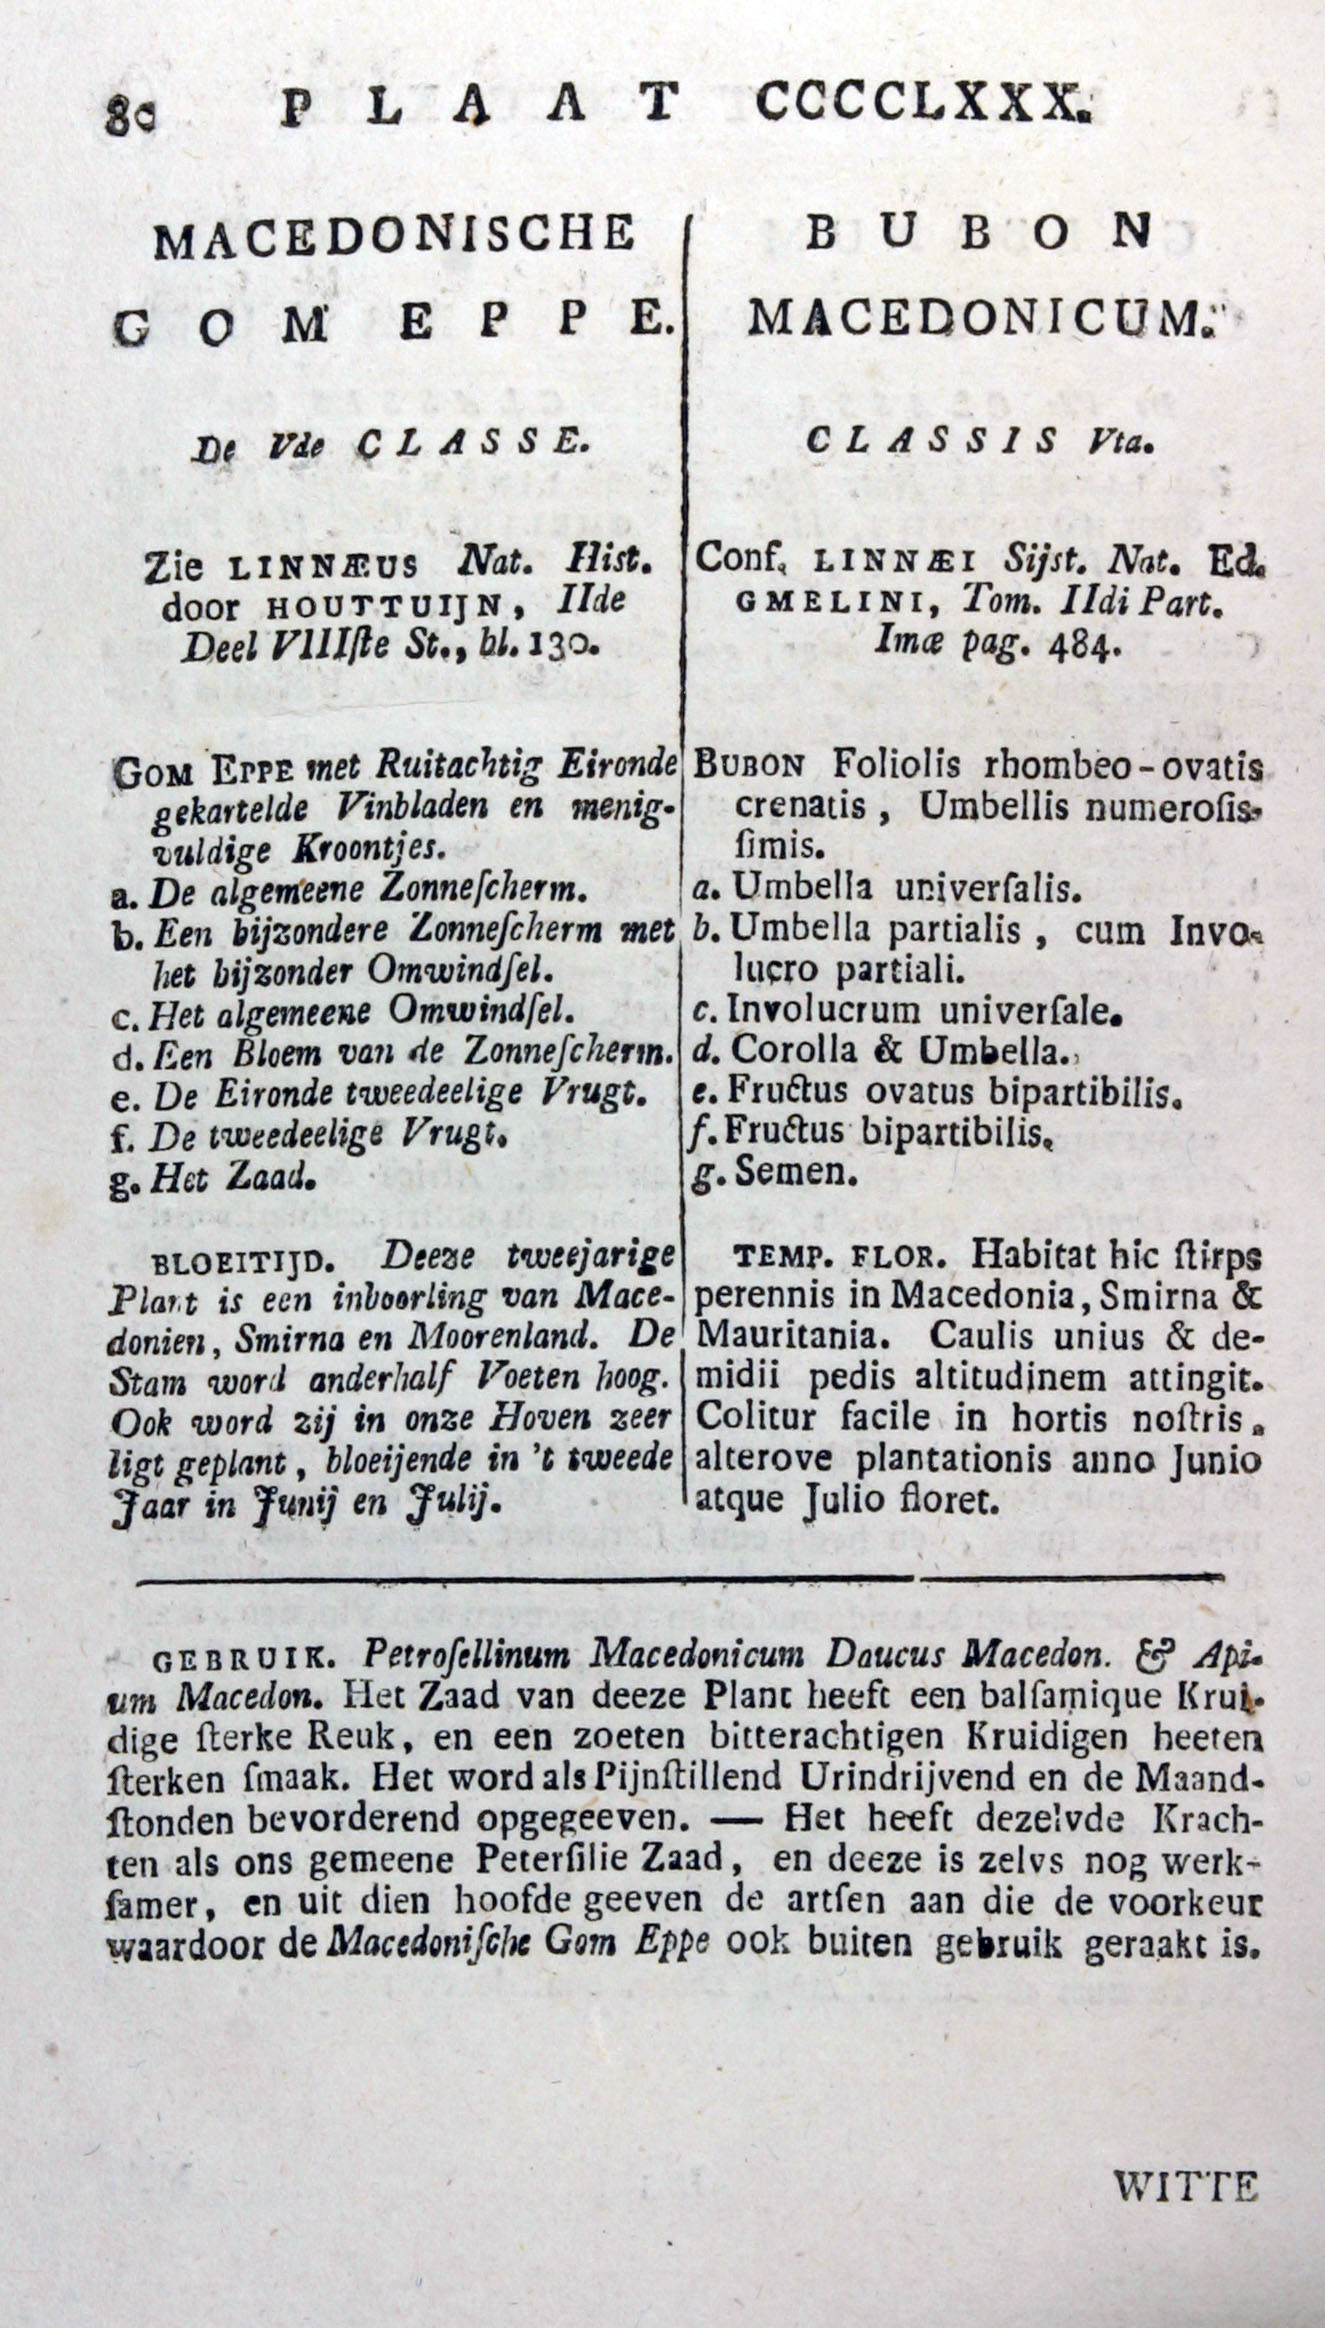 80 PLAAT CCCCLXXX.
MACEDONISCHE
GOM EPPE.
De Vde CLASSE.
Zie LINNÆUS Nat. Hist.
door HOUTTUIJN, IIde
Deel VIIIſte St., bl. 130.
GOM EPPE met Ruitachtig Eironde
gekartelde Vinbladen en menig-
vuldige Kroontjes.
a. De algemeene Zonneſcherm.
b. Een bijzondere Zonneſcherm met
het bijzonder Omwindſel.
c. Het algemeene Omwindſel.
d. Een Bloem van de Zonneſcherm.
e. De Eironde tweedeelige Vrugt.
f. De tweedeelige Vrugt.
g. Het Zaad.
BLOEITIJD. Deeze tweejarige
Plant is een inboorling van Mace-
donien, Smirna en Moorenland. De
Stam word anderhalf Voeten hoog.
Ook word zij in onze Hoven zeer
ligt geplant, bloeijende in 't tweede
Jaar in Junij en Julij.
BUBON
MACEDONICUM.
CLASSIS Vta.
Conf. LINNÆI Sijst. Nat. Ed.
GMELINI, Tom. IIdi Part.
Imæ pag. 484.
BUBON Foliolis rhombeo-ovatis
crenatis, Umbellis numeroſis-
ſimis.
a. Umbella univerſalis.
b. Umbella partialis, cum Invo-
lucro partiali.
c. Involucrum univerſale.
d. Corolla & Umbella.
e. Fructus ovatus bipartibilis.
f. Fructus bipartibilis.
g. Semen.
TEMP. FLOR. Habitat hic ſtirps
perennis in Macedonia, Smirna &
Mauritania. Caulis unius & de-
midii pedis altitudinem attingit.
Colitur facile in hortis noſtris,
alterove plantationis anno Junio
atque Julio floret.
GEBRUIK. Petroſellinum Macedonicum Daucus Macedon. & Api-
um Macedon. Het Zaad van deeze Plant heeft een balſamique Krui-
dige ſterke Reuk, en een zoeten bitterachtigen Kruidigen heeten
ſterken ſmaak. Het word als Pijnſtillend Urindrijvend en de Maand-
ſtonden bevorderend opgegeeven. — Het heeft dezelvde Krach-
ten als ons gemeene Peterſilie Zaad, en deeze is zelvs nog werk-
ſamer, en uit dien hoofde geeven de artſen aan die de voorkeur
waardoor de Macedoniſche Gom Eppe ook buiten gebruik geraakt is.
WITTE